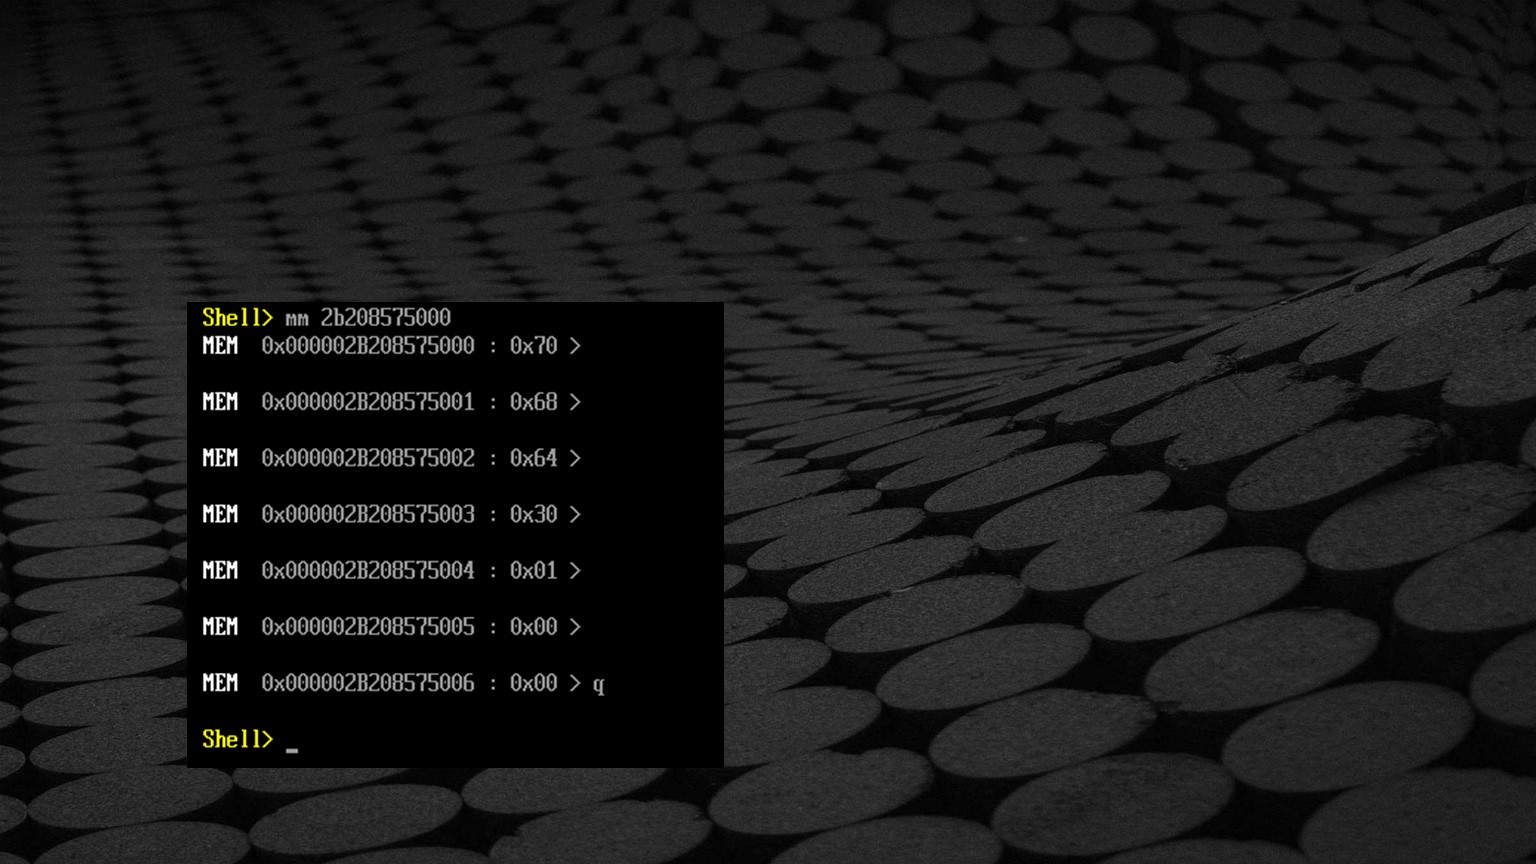 Shell> mm 2b208575000
MEM  0x000002B208575000 : 0x70 >
MEM  0x000002B208575001 : 0x68 >
MEM  0x000002B208575002 : 0x64 >
MEM  0x000002B208575003 : 0x30 >
MEM  0x000002B208575004 : 0x01 >
MEM  0x000002B208575005 : 0x00 >
MEM  0x000002B208575006 : 0x00 > q
Shell> _